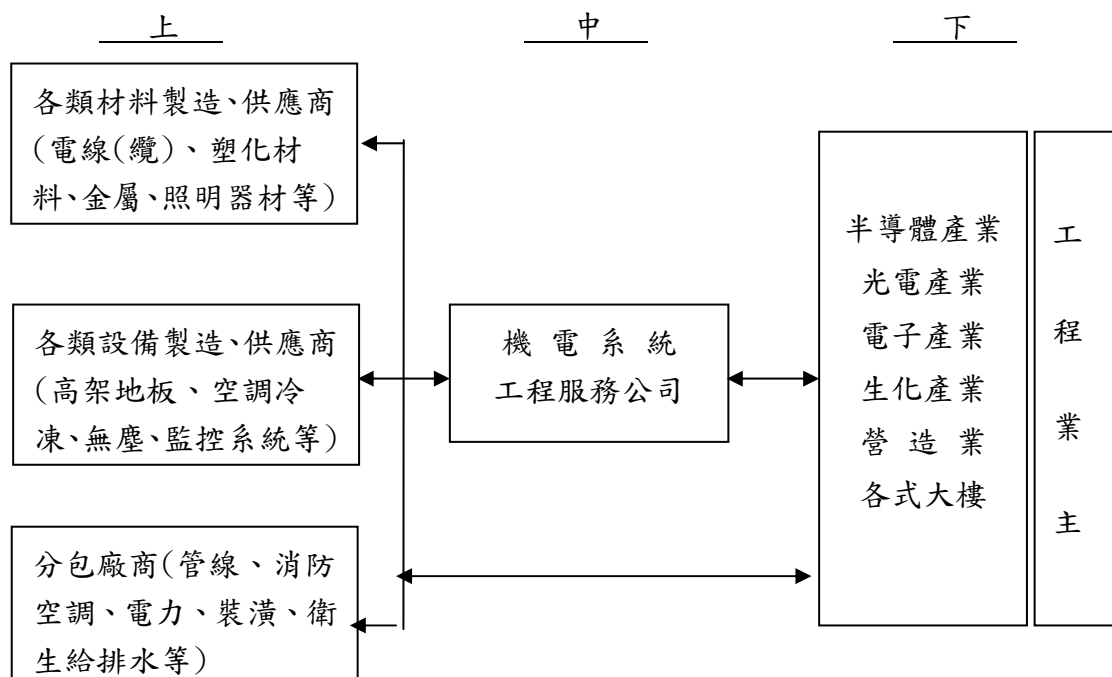 上
中
下
各類材料製造、供應商
(電線(纜)、塑化材
料、金屬、照明器材等)
各類設備製造、供應商
(高架地板、空調冷
凍、無塵、監控系統等)
分包廠商(管線、消防
空調、電力、裝潢、衛
生給排水等)
機電系統
工程服務公司
半導體產業
光電產業
電子產業
生化產業
營造業
各式大樓
工程業主